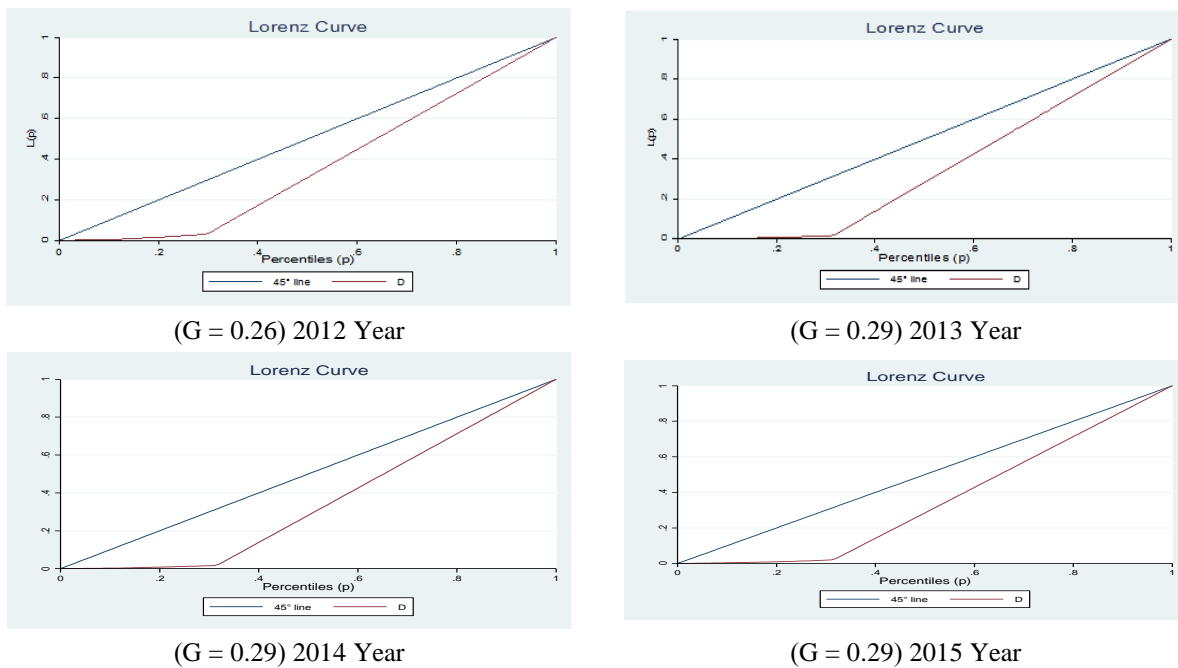 Lorenz Curve
L(p)
0 .2 .4 .6 .8 1
0 .2 .4 .6 .8 1
Percentiles (p)
45° line D
(G = 0.26) 2012 Year
Lorenz Curve
L(p)
0 .2 .4 .6 .8 1
0 .2 .4 .6 .8 1
Percentiles (p)
45° line D
(G = 0.29) 2013 Year
Lorenz Curve
0 .2 .4 .6 .8 1
0 .2 .4 .6 .8 1
Percentiles (p)
45° line D
(G = 0.29) 2014 Year
Lorenz Curve
0 .2 .4 .6 .8 1
0 .2 .4 .6 .8 1
Percentiles (p)
45° line D
(G = 0.29) 2015 Year